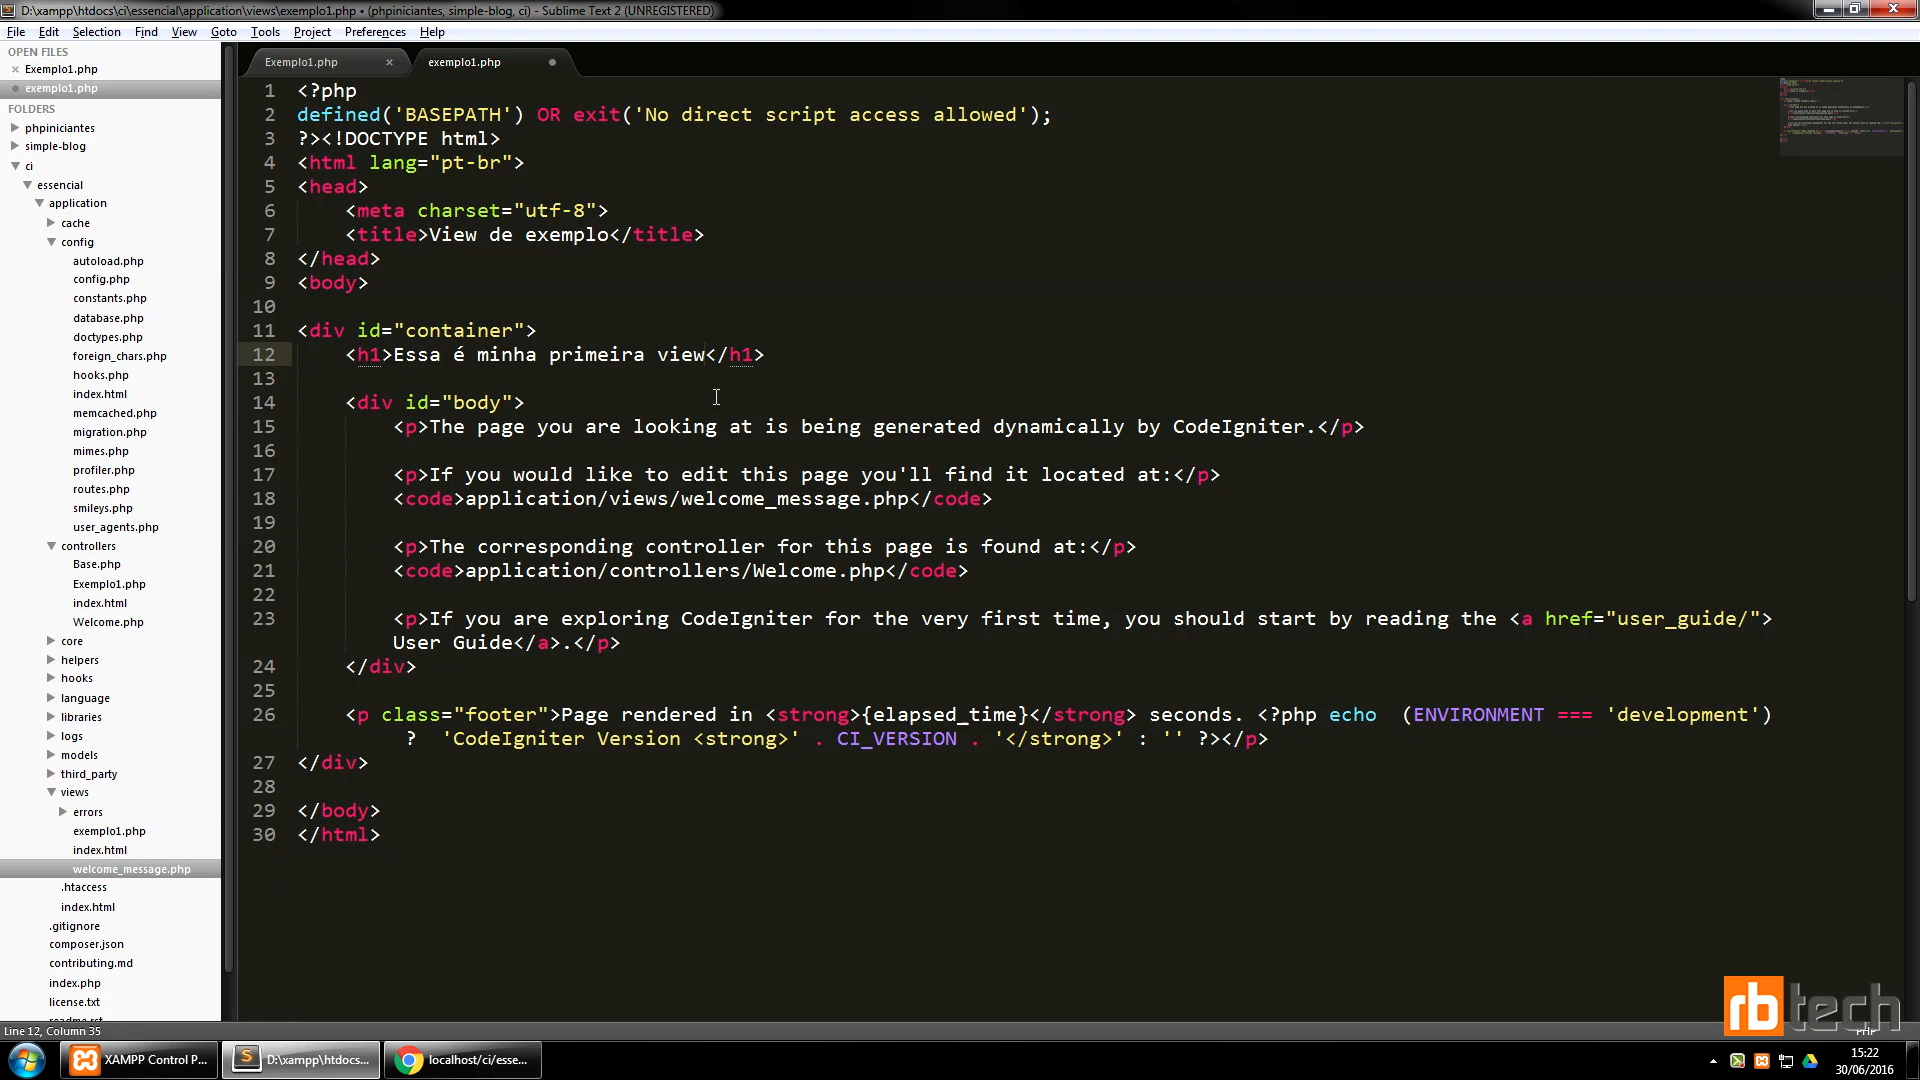 D:\xampp\htdocs\ci\essencial\application\views\exemplo1.php • (phpiniciantes, simple-blog, ci) - Sublime Text 2 (UNREGISTERED)
File Edit Selection Find View Goto Tools Project Preferences Help
OPEN FILES
Exemplo1.php
exemplo1.php
FOLDERS
phpiniciantes
simple-blog
ci
essencial
application
cache
config
autoload.php
config.php
constants.php
database.php
doctypes.php
foreign_chars.php
hooks.php
index.html
memcached.php
migration.php
mimes.php
profiler.php
routes.php
smileys.php
user_agents.php
controllers
Base.php
Exemplo1.php
index.html
Welcome.php
core
helpers
hooks
language
libraries
logs
models
third_party
views
errors
exemplo1.php
index.html
welcome_message.php
.htaccess
index.html
.gitignore
composer.json
contributing.md
index.php
license.txt
Exemplo1.php exemplo1.php
1 <?php
2 defined('BASEPATH') OR exit('No direct script access allowed');
3 ?><!DOCTYPE html>
4 <html lang="pt-br">
5 <head>
6 <meta charset="utf-8">
7 <title>View de exemplo</title>
8 </head>
9 <body>
10
11 <div id="container">
12 <h1>Essa é minha primeira view</h1>
13
14 <div id="body">
15 <p>The page you are looking at is being generated dynamically by CodeIgniter.</p>
16
17 <p>If you would like to edit this page you'll find it located at:</p>
18 <code>application/views/welcome_message.php</code>
19
20 <p>The corresponding controller for this page is found at:</p>
21 <code>application/controllers/Welcome.php</code>
22
23 <p>If you are exploring CodeIgniter for the very first time, you should start by reading the <a href="user_guide/">
User Guide</a>.</p>
24 </div>
25
26 <p class="footer">Page rendered in <strong>{elapsed_time}</strong> seconds. <?php echo (ENVIRONMENT === 'development')
? 'CodeIgniter Version <strong>' . CI_VERSION . '</strong>' : '' ?></p>
27 </div>
28
29 </body>
30 </html>
rbtech
Line 12, Column 35
PHP
XAMPP Control P... D:\xampp\htdocs... localhost/ci/esse...
15:22
30/06/2016